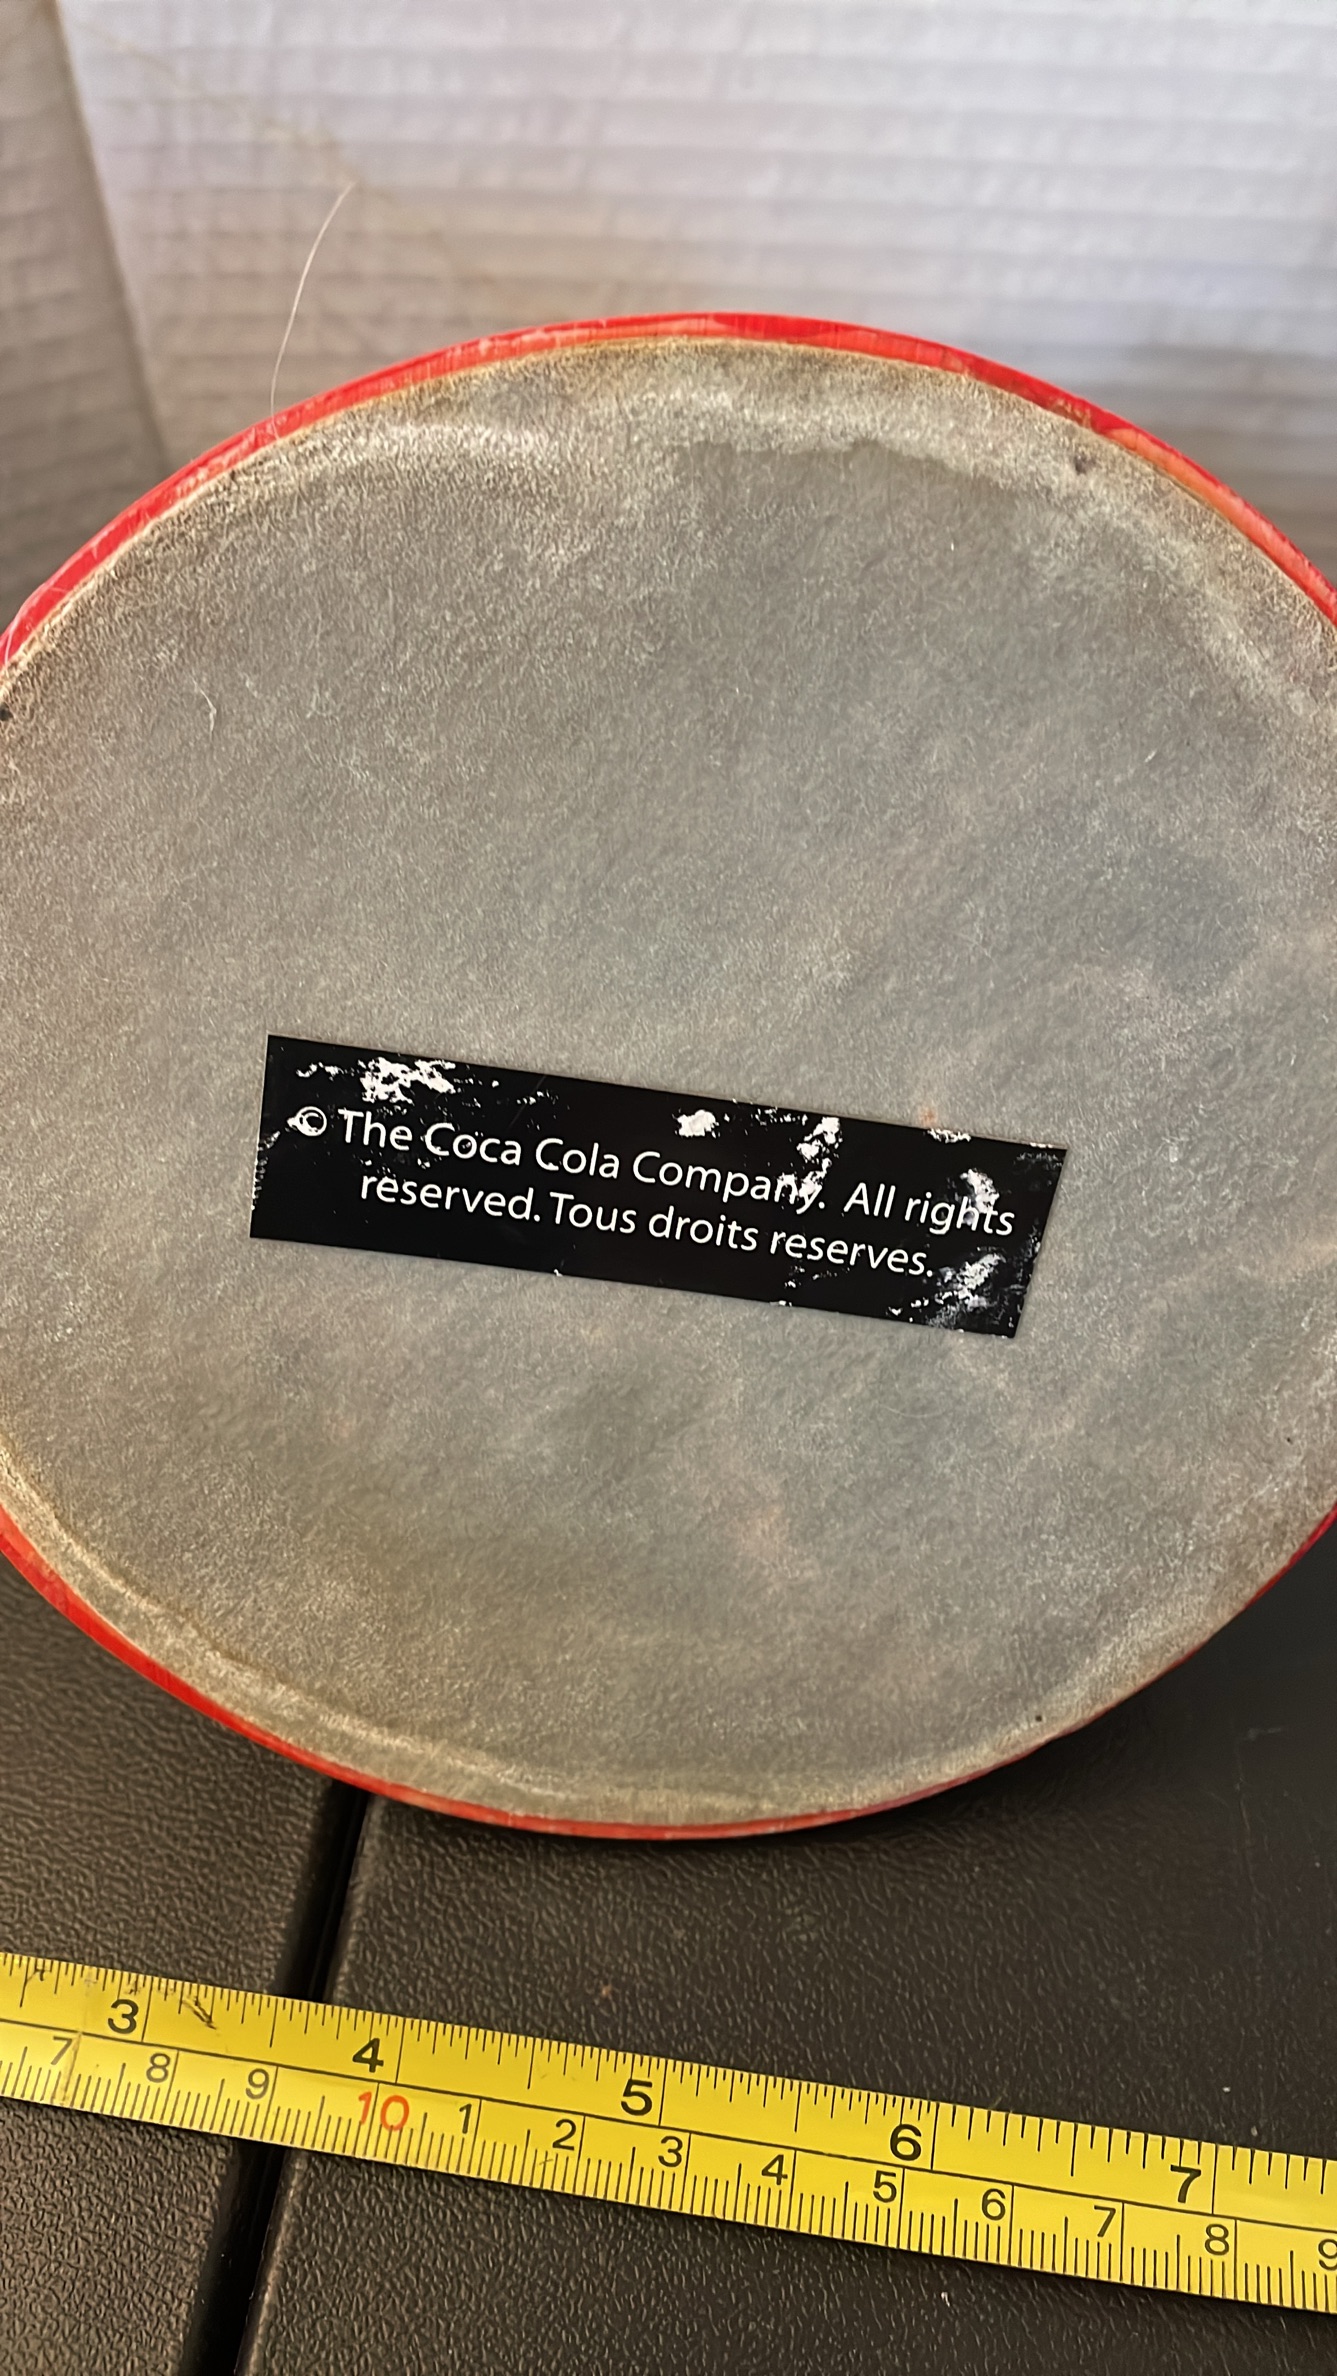 © The Coca Cola Company. All rights
reserved. Tous droits reserves.
3 4 5 6 7
7 8 9 10 1 2 3 4 5 6 7 8 9